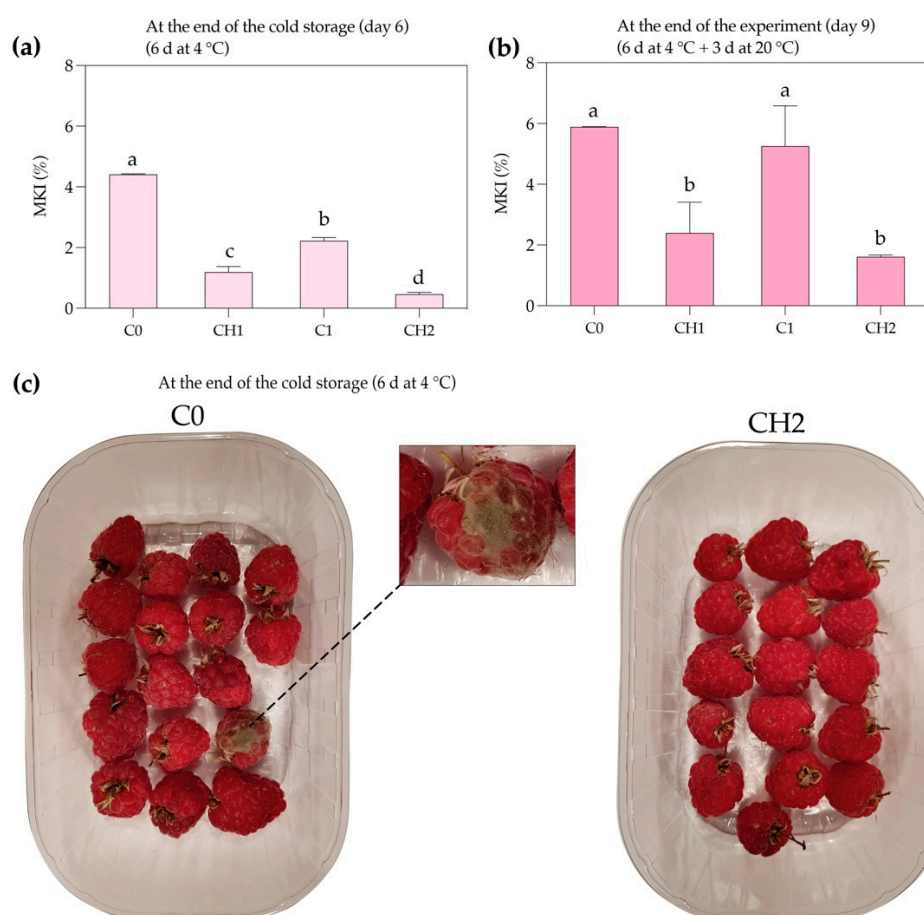 (a)
At the end of the cold storage (day 6)
(6 d at 4 °C)
MKI (%)
8
6
4
2
0
a
c
b
d
C0
CH1
C1
CH2
(b)
At the end of the experiment (day 9)
(6 d at 4 °C + 3 d at 20 °C)
MKI (%)
8
6
4
2
0
a
b
a
b
C0
CH1
C1
CH2
(c)
At the end of the cold storage (6 d at 4 °C)
C0
CH2